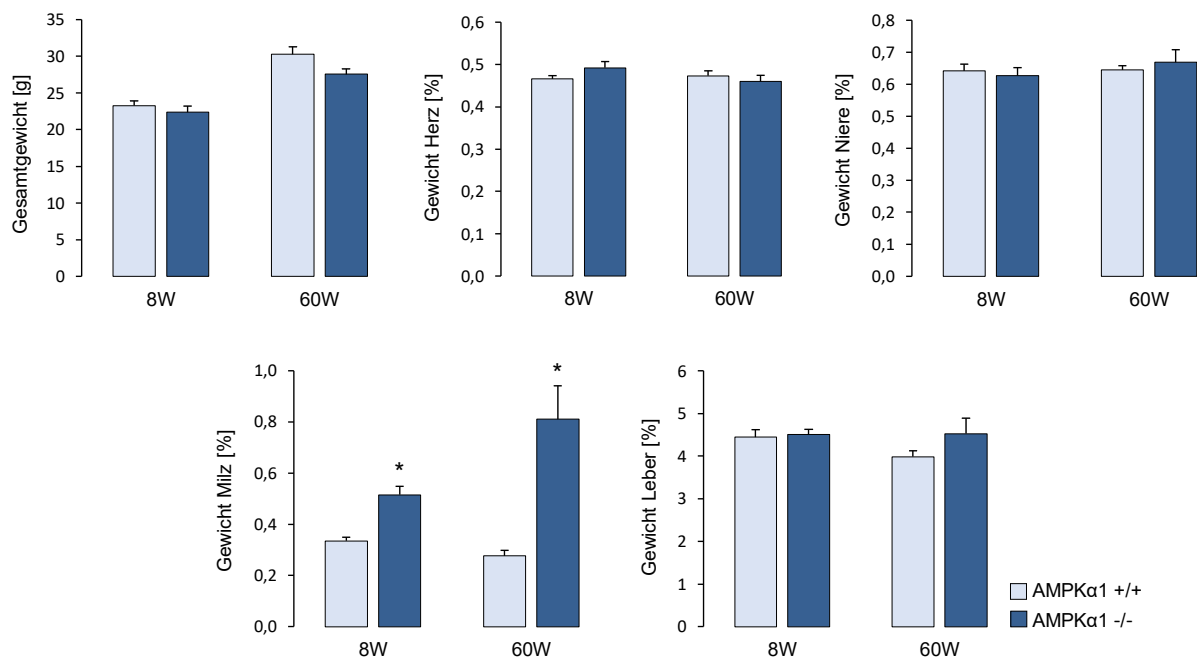 Gesamtgewicht [g]
35
30
25
20
15
10
5
0
8W
60W
Gewicht Herz [%]
0,6
0,5
0,4
0,3
0,2
0,1
0,0
8W
60W
Gewicht Niere [%]
0,8
0,7
0,6
0,5
0,4
0,3
0,2
0,1
0,0
8W
60W
Gewicht Milz [%]
1,0
0,8
0,6
0,4
0,2
0,0
*
*
8W
60W
Gewicht Leber [%]
6
5
4
3
2
1
0
8W
60W
AMPKα1 +/+
AMPKα1 -/-